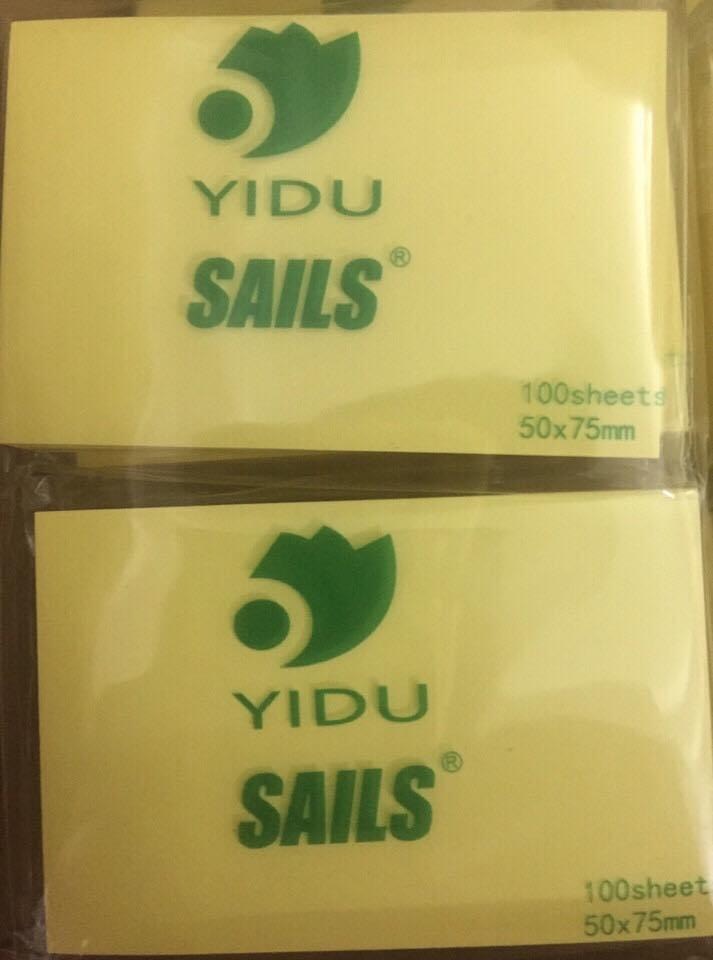 YIDU
SAILS®
100sheets
50x75mm
YIDU
SAILS®
100sheet
50x75mm